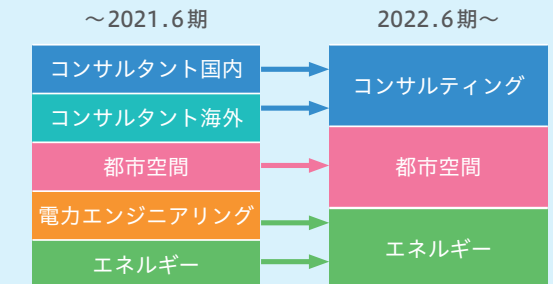 ～2021.6期
2022.6期～
コンサルタント国内
コンサルタント海外
都市空間
電力エンジニアリング
エネルギー
コンサルティング
都市空間
エネルギー